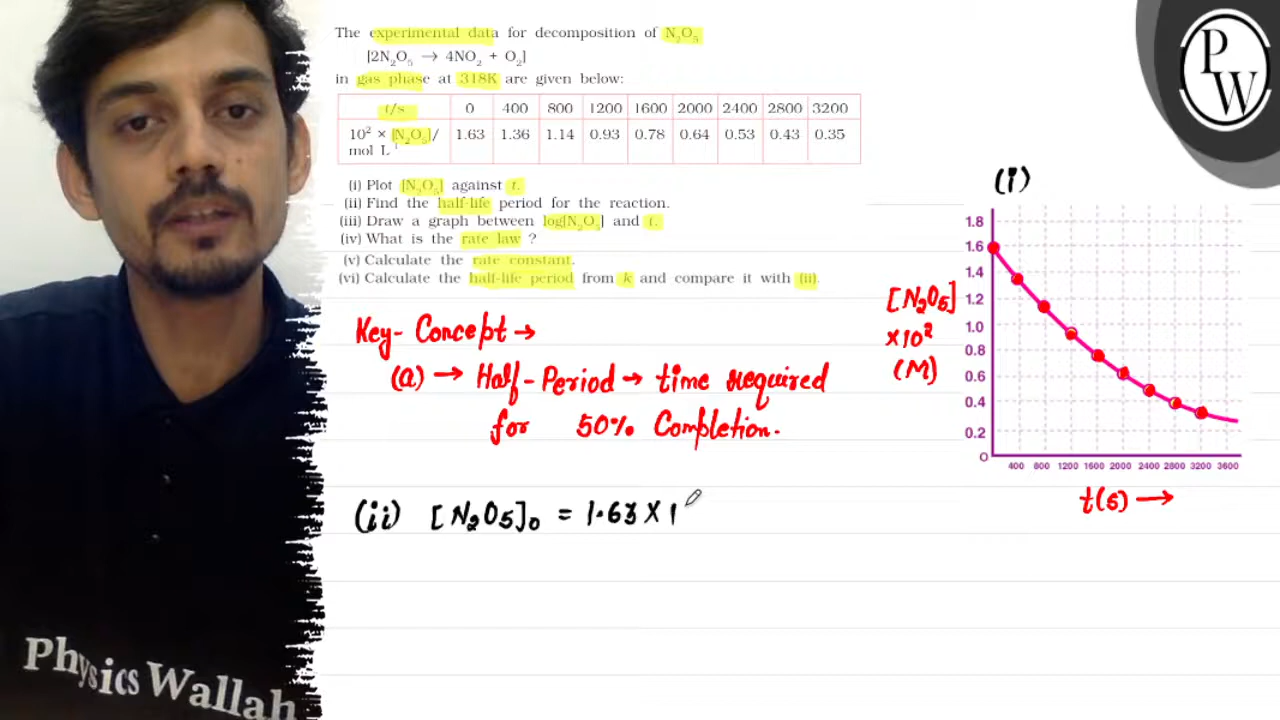 The experimental data for decomposition of N₂O₅
[2N₂O₅ → 4NO₂ + O₂]
in gas phase at 318K are given below:
t/s 0 400 800 1200 1600 2000 2400 2800 3200
10² × [N₂O₅]/ 1.63 1.36 1.14 0.93 0.78 0.64 0.53 0.43 0.35
mol L⁻¹
(i) Plot [N₂O₅] against t.
(ii) Find the half-life period for the reaction.
(iii) Draw a graph between log[N₂O₅] and t.
(iv) What is the rate law ?
(v) Calculate the rate constant.
(vi) Calculate the half-life period from k and compare it with (ii).
Key-Concept →
(a) → Half-Period → time required
for 50% Completion.
(ii) [N₂O₅]₀ = 1.63 × 1
P
W
(i)
1.8
1.6
1.4
1.2
1.0
0.8
0.6
0.4
0.2
O
400 800 1200 1600 2000 2400 2800 3200 3600
[N₂O₅]
×10²
(M)
t(s) →
Physics Wallah